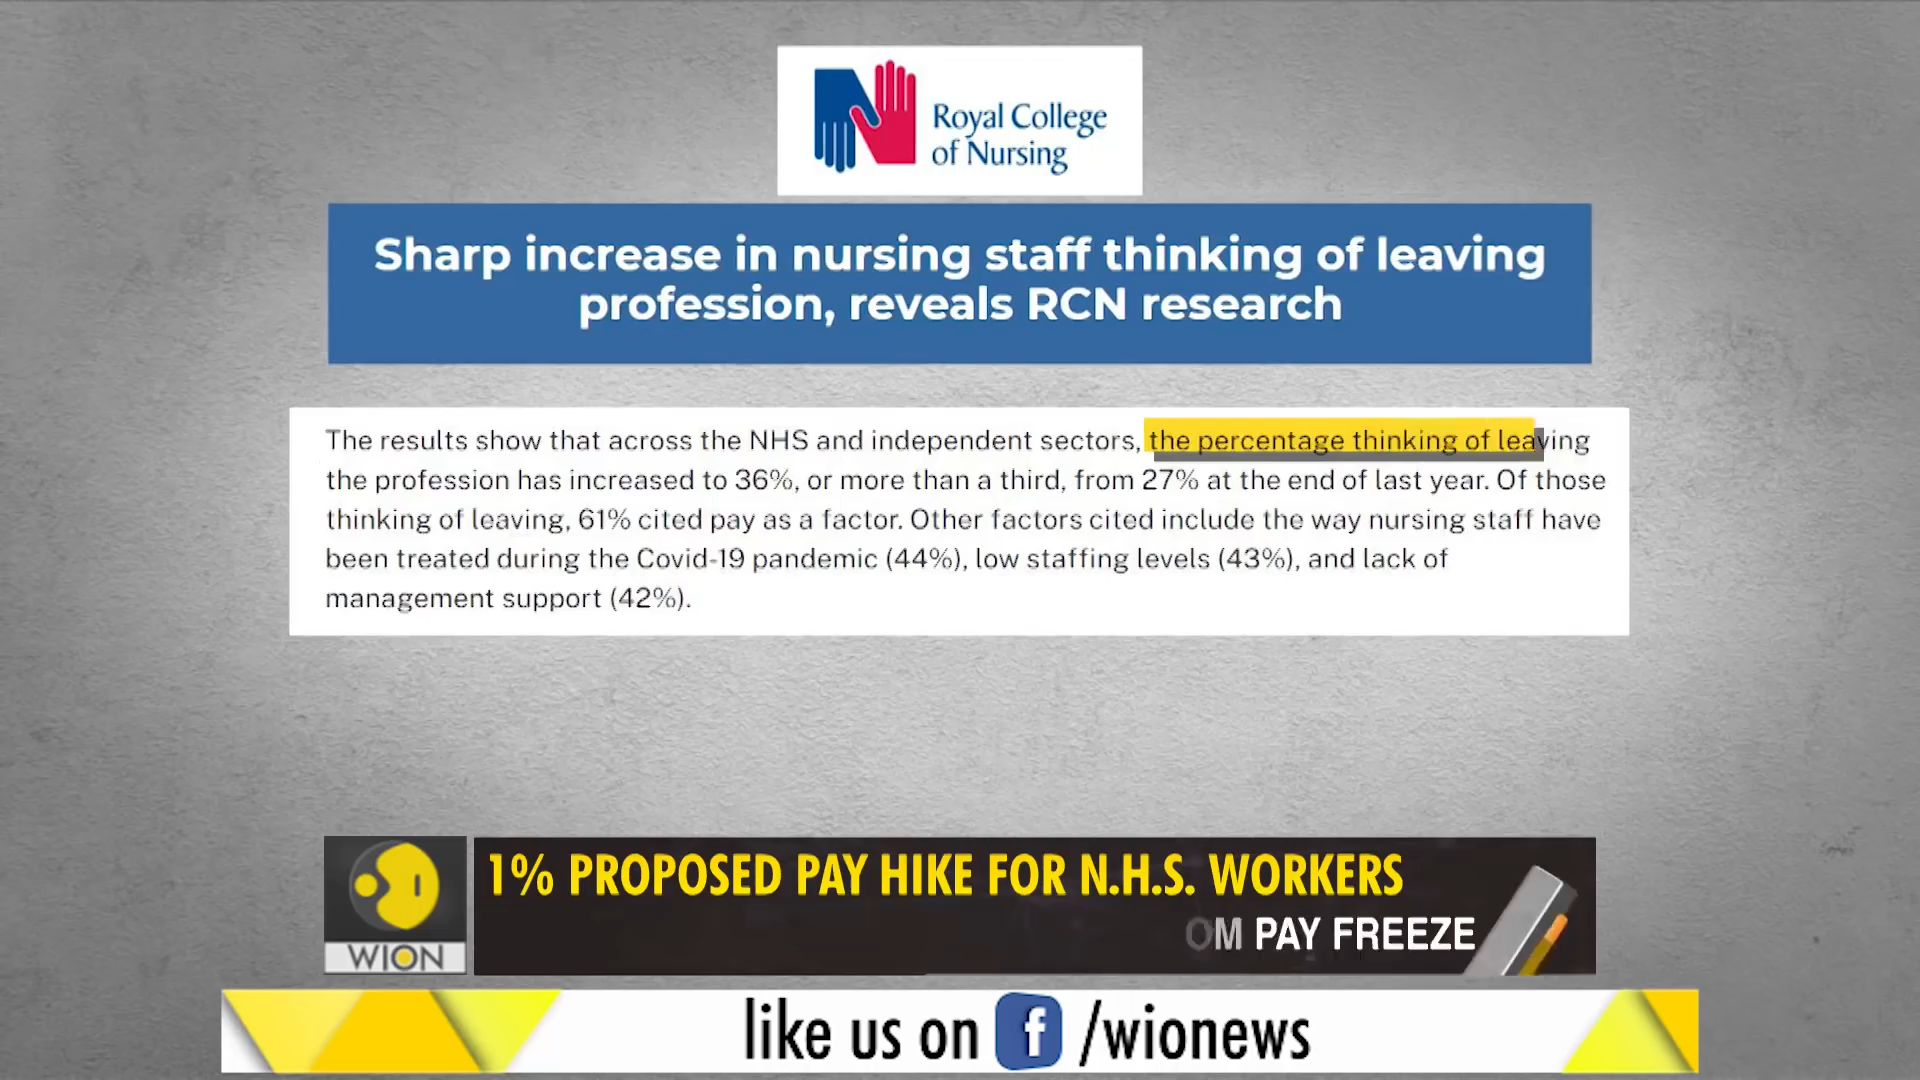 Royal College
of Nursing
Sharp increase in nursing staff thinking of leaving
profession, reveals RCN research
The results show that across the NHS and independent sectors, the percentage thinking of leaving
the profession has increased to 36%, or more than a third, from 27% at the end of last year. Of those
thinking of leaving, 61% cited pay as a factor. Other factors cited include the way nursing staff have
been treated during the Covid-19 pandemic (44%), low staffing levels (43%), and lack of
management support (42%).
1% PROPOSED PAY HIKE FOR N.H.S. WORKERS
OM PAY FREEZE
WION
like us on f /wionews